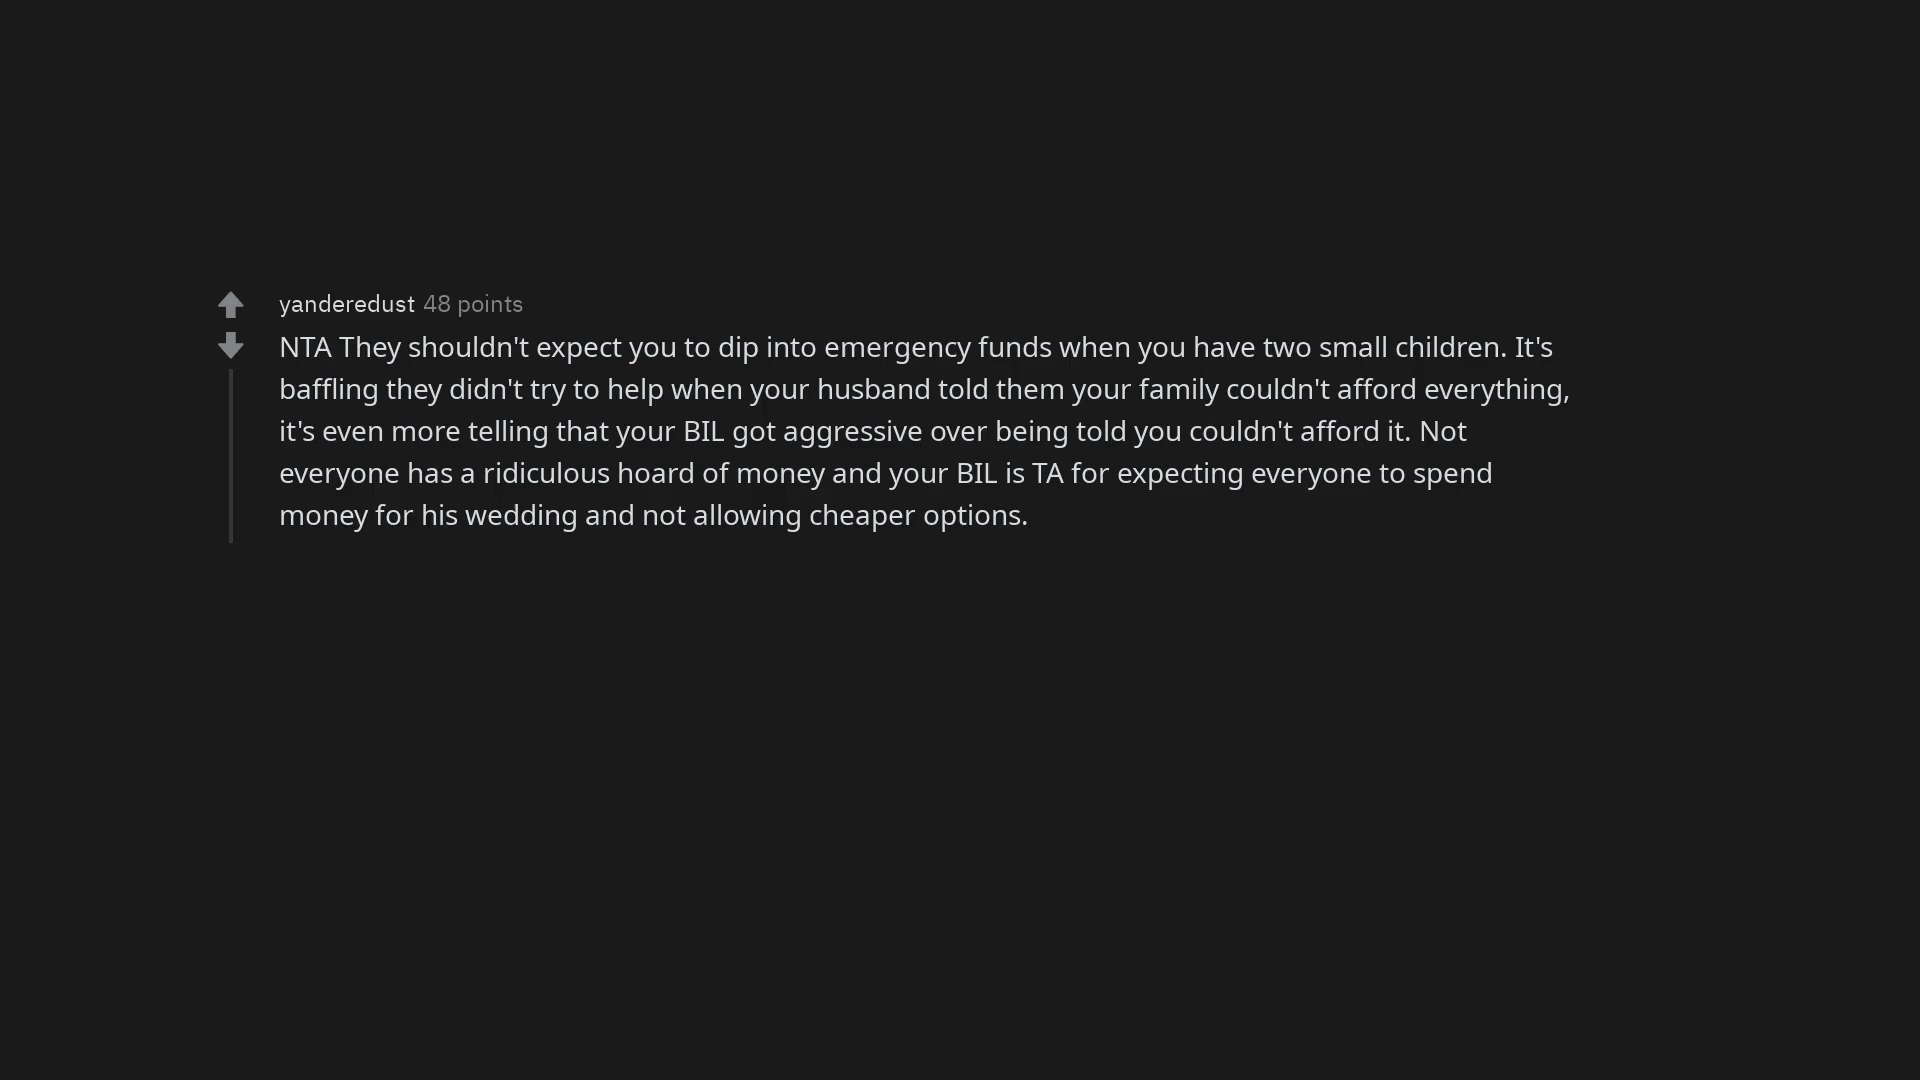 yanderedust 48 points
NTA They shouldn't expect you to dip into emergency funds when you have two small children. It's
baffling they didn't try to help when your husband told them your family couldn't afford everything,
it's even more telling that your BIL got aggressive over being told you couldn't afford it. Not
everyone has a ridiculous hoard of money and your BIL is TA for expecting everyone to spend
money for his wedding and not allowing cheaper options.